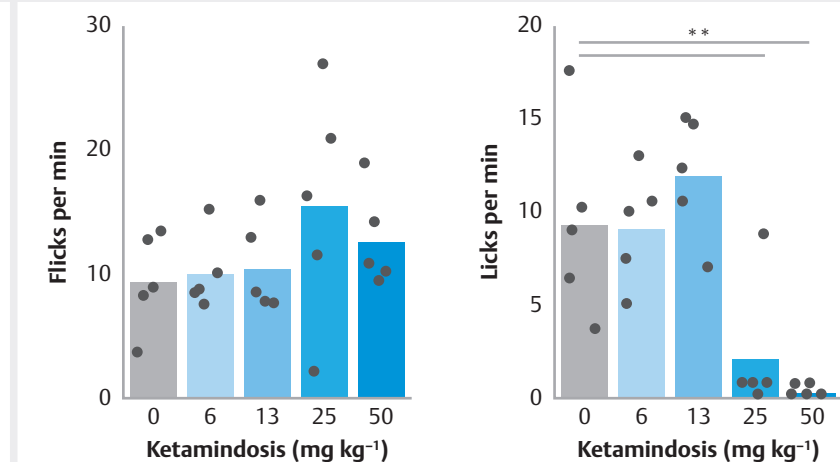 30
20
10
0
Flicks per min
0 6 13 25 50
Ketamindosis (mg kg⁻¹)
20
15
10
5
0
Licks per min
**
0 6 13 25 50
Ketamindosis (mg kg⁻¹)